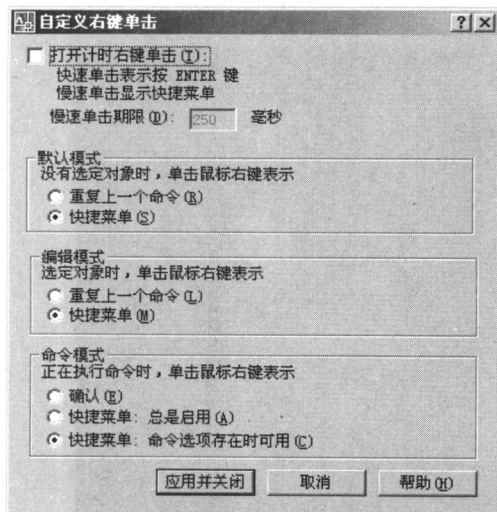 自定义右键单击
打开计时右键单击(T):
快速单击表示按 ENTER 键
慢速单击显示快捷菜单
慢速单击期限(D): 250 毫秒
默认模式
没有选定对象时，单击鼠标右键表示
重复上一个命令(R)
快捷菜单(S)
编辑模式
选定对象时，单击鼠标右键表示
重复上一个命令(L)
快捷菜单(M)
命令模式
正在执行命令时，单击鼠标右键表示
确认(E)
快捷菜单: 总是启用(A)
快捷菜单: 命令选项存在时可用(C)
应用并关闭 取消 帮助(H)